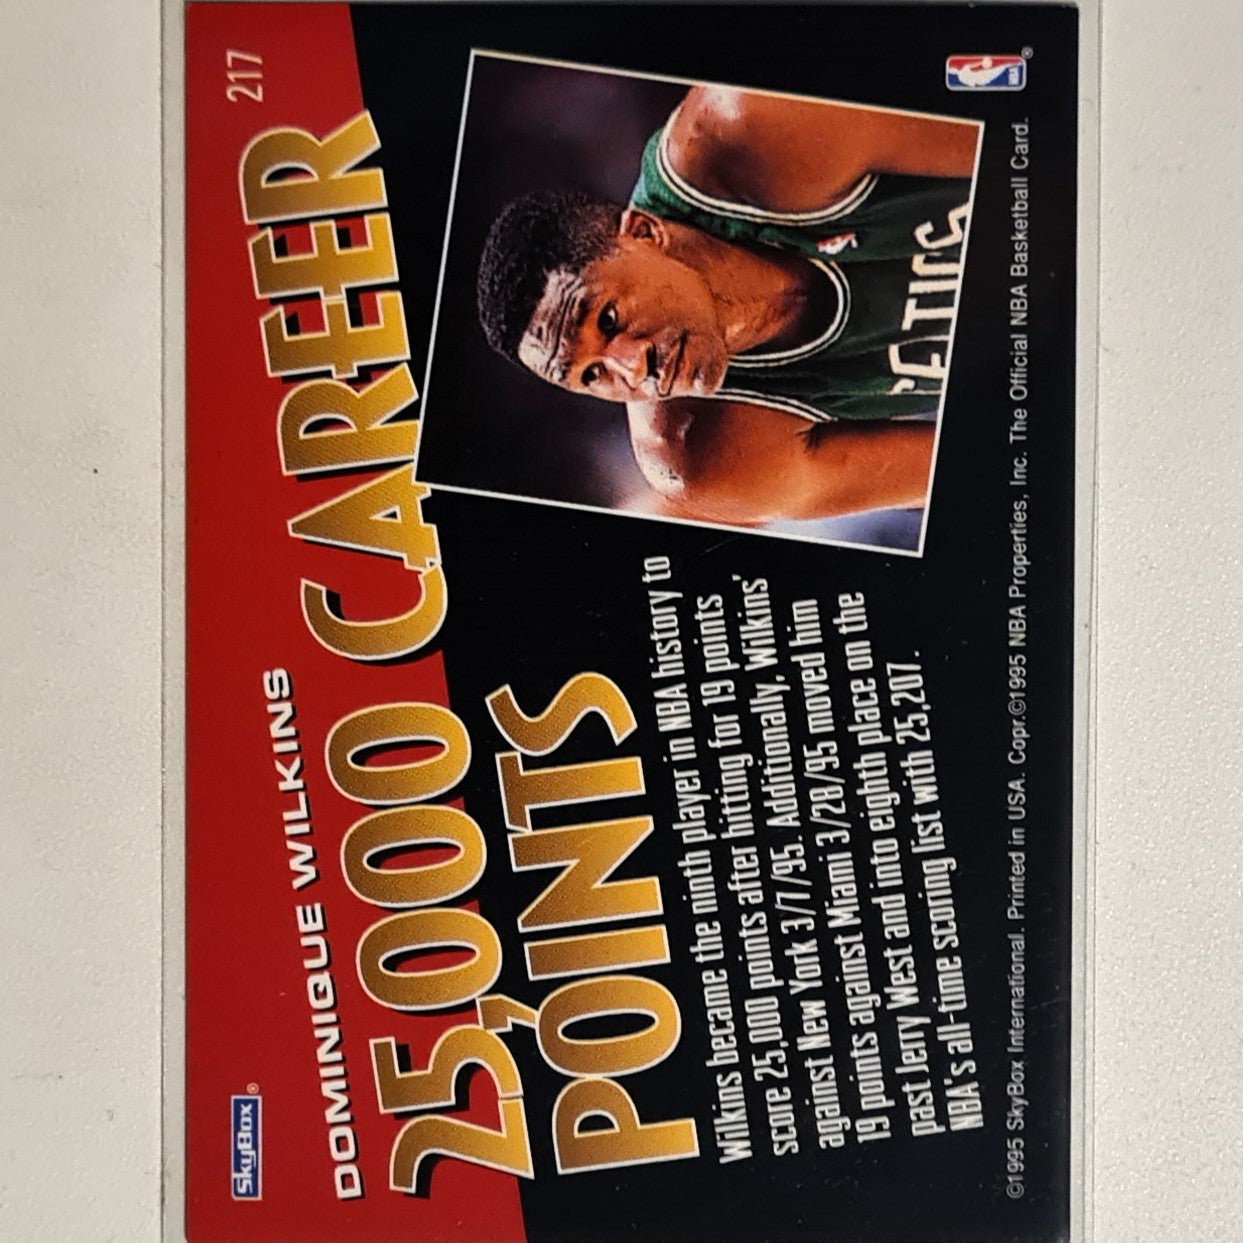 SkyBox®
217
DOMINIQUE WILKINS
25,000 CAREER
POINTS
Wilkins became the ninth player in NBA history to
score 25,000 points after hitting for 19 points
against New York 3/7/95. Additionally, Wilkins'
19 points against Miami 3/28/95 moved him
past Jerry West and into eighth place on the
NBA's all-time scoring list with 25,207.
ELTICS
NBA®
©1995 SkyBox International. Printed in USA. Copr.©1995 NBA Properties, Inc. The Official NBA Basketball Card.